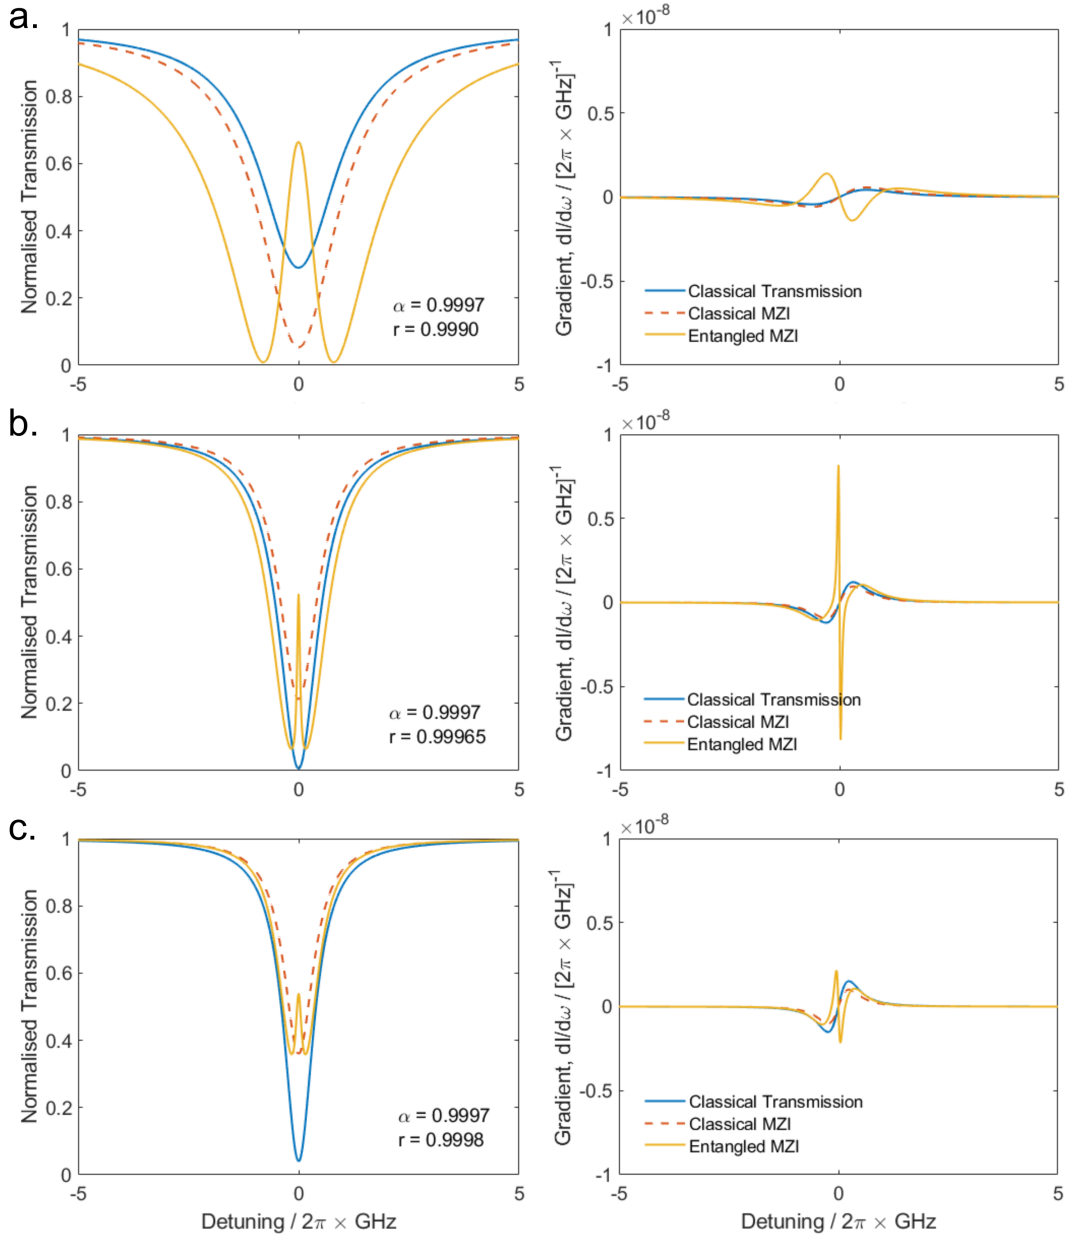 a.
1
0.8
0.6
0.4
0.2
0
-5
0
5
Normalised Transmission
α = 0.9997
r = 0.9990
×10-8
1
0.5
0
-0.5
-1
-5
0
5
Gradient, dI/dω / [2π × GHz]-1
Classical Transmission
Classical MZI
Entangled MZI
b.
1
0.8
0.6
0.4
0.2
0
-5
0
5
Normalised Transmission
α = 0.9997
r = 0.99965
×10-8
1
0.5
0
-0.5
-1
-5
0
5
Gradient, dI/dω / [2π × GHz]-1
Classical Transmission
Classical MZI
Entangled MZI
c.
1
0.8
0.6
0.4
0.2
0
-5
0
5
Normalised Transmission
α = 0.9997
r = 0.9998
Detuning / 2π × GHz
×10-8
1
0.5
0
-0.5
-1
-5
0
5
Gradient, dI/dω / [2π × GHz]-1
Classical Transmission
Classical MZI
Entangled MZI
Detuning / 2π × GHz